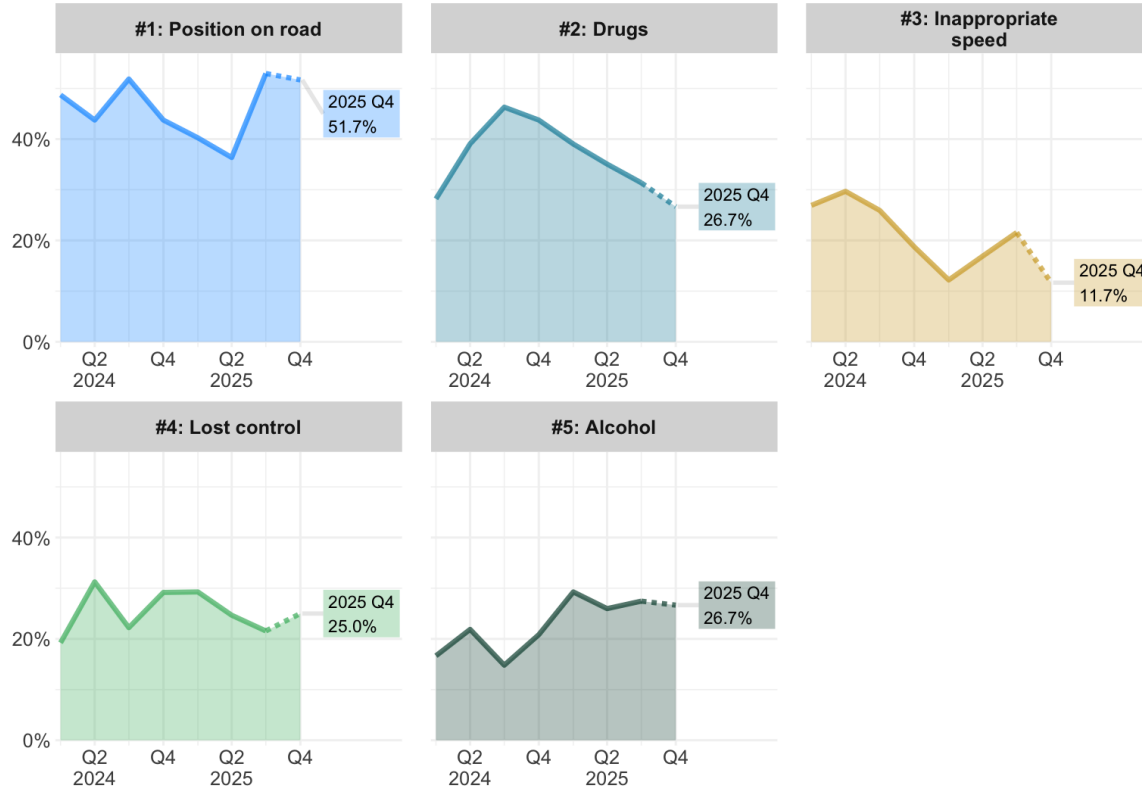 #1: Position on road
#2: Drugs
#3: Inappropriate
speed
40%
20%
0%
2025 Q4
51.7%
2025 Q4
26.7%
2025 Q4
11.7%
Q2
2024
Q4
Q2
2025
Q4
Q2
2024
Q4
Q2
2025
Q4
Q2
2024
Q4
Q2
2025
Q4
#4: Lost control
#5: Alcohol
40%
20%
0%
2025 Q4
25.0%
2025 Q4
26.7%
Q2
2024
Q4
Q2
2025
Q4
Q2
2024
Q4
Q2
2025
Q4